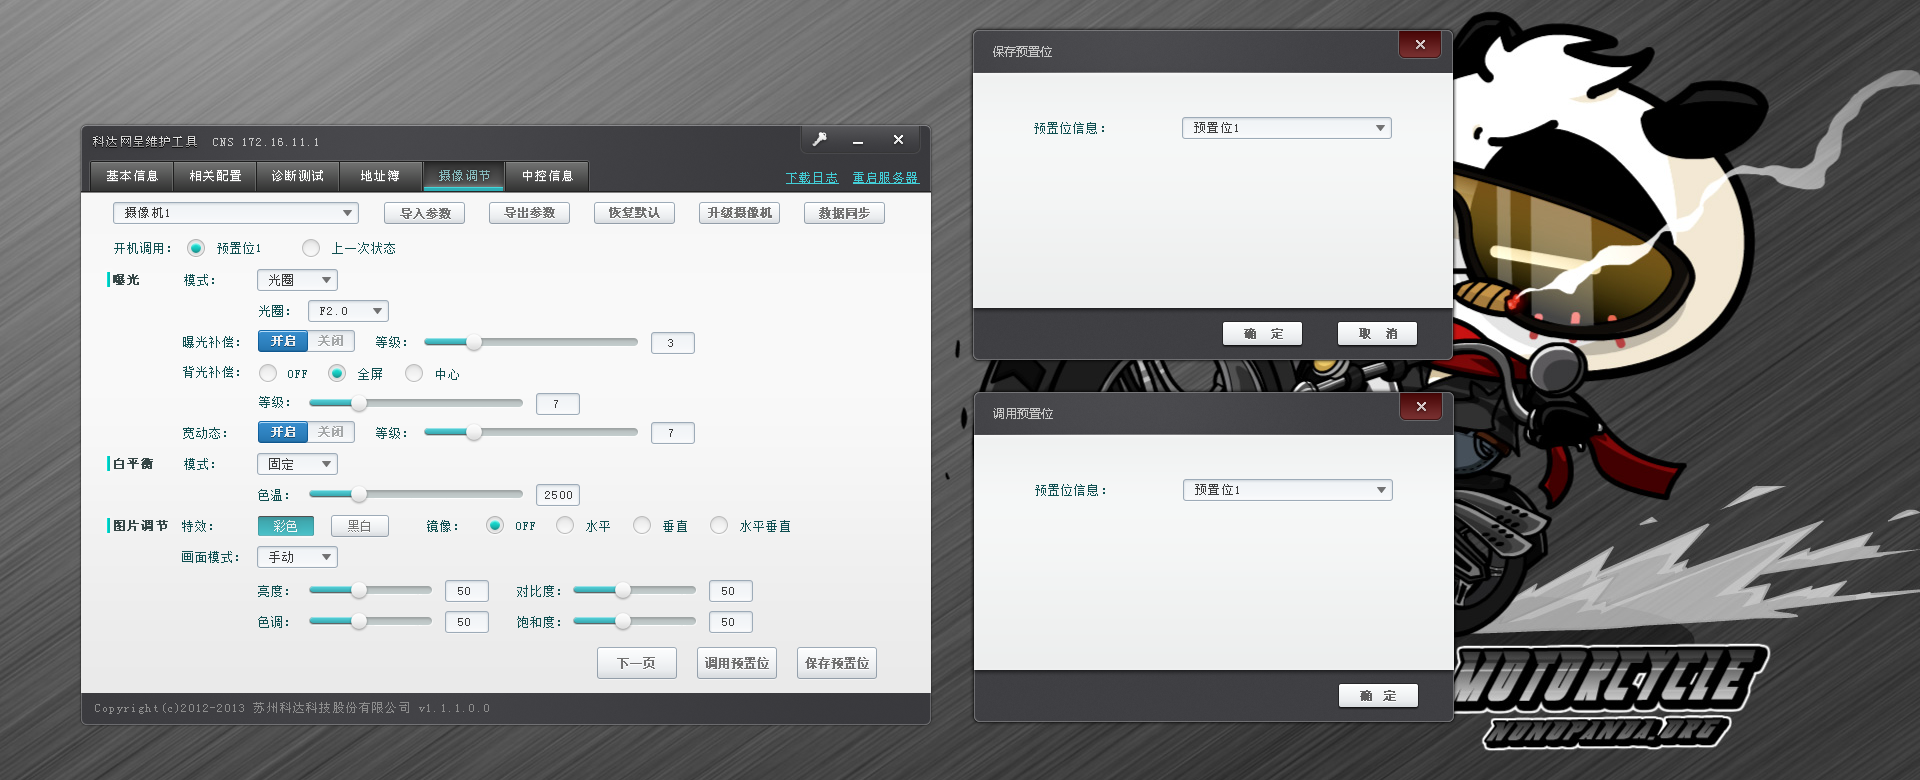 科达网呈维护工具 CNS 172.16.11.1
基本信息 相关配置 诊断测试 地址簿 摄像调节 中控信息 下载日志 重启服务器
摄像机1 导入参数 导出参数 恢复默认 升级摄像机 数据同步
开机调用: 预置位1 上一次状态
曝光 模式: 光圈
光圈: F2.0
曝光补偿: 开启 关闭 等级: 3
背光补偿: OFF 全屏 中心
等级: 7
宽动态: 开启 关闭 等级: 7
白平衡 模式: 固定
色温: 2500
图片调节 特效: 彩色 黑白 镜像: OFF 水平 垂直 水平垂直
画面模式: 手动
亮度: 50 对比度: 50
色调: 50 饱和度: 50
下一页 调用预置位 保存预置位
Copyright(c)2012-2013 苏州科达科技股份有限公司 v1.1.1.0.0
保存预置位
预置位信息: 预置位1
确 定 取 消
调用预置位
预置位信息: 预置位1
确 定
MOTORCYCLE
NONOPANDA.ORG